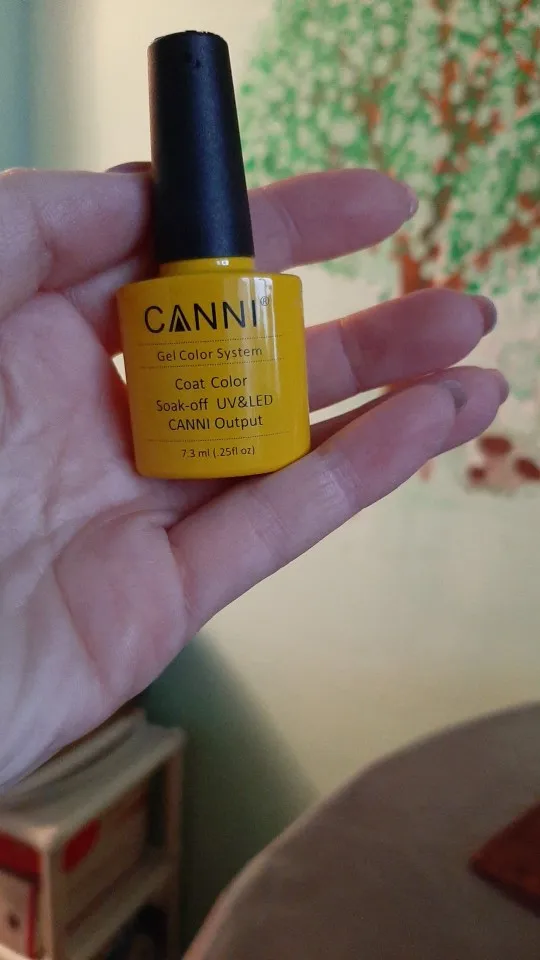 CANNI®
Gel Color System
Coat Color
Soak-off UV&LED
CANNI Output
7.3 ml (.25fl oz)